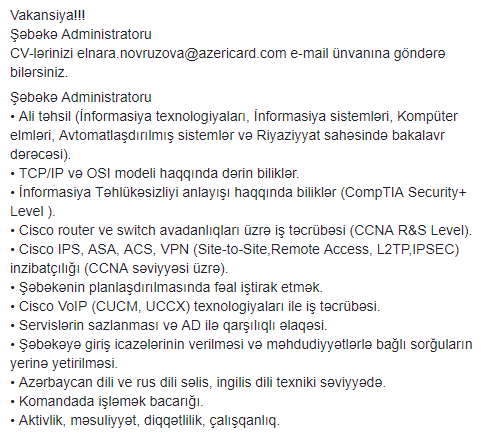 Vakansiya!!!
Şəbəkə Administratoru
CV-lərinizi elnara.novruzova@azericard.com e-mail ünvanına göndərə
bilərsiniz.
Şəbəkə Administratoru
• Ali təhsil (İnformasiya texnologiyaları, İnformasiya sistemləri, Kompüter
elmləri, Avtomatlaşdırılmış sistemlər və Riyaziyyat sahəsində bakalavr
dərəcəsi).
• TCP/IP və OSI modeli haqqında dərin biliklər.
• İnformasiya Təhlükəsizliyi anlayışı haqqında biliklər (CompTIA Security+
Level ).
• Cisco router ve switch avadanlıqları üzrə iş təcrübəsi (CCNA R&S Level).
• Cisco IPS, ASA, ACS, VPN (Site-to-Site,Remote Access, L2TP,IPSEC)
inzibatçılığı (CCNA səviyyəsi üzrə).
• Şəbəkənin planlaşdırılmasında fəal iştirak etmək.
• Cisco VoIP (CUCM, UCCX) texnologiyaları ile iş təcrübəsi.
• Servislərin sazlanması və AD ilə qarşılıqlı əlaqəsi.
• Şəbəkəyə giriş icazələrinin verilməsi və məhdudiyyətlərlə bağlı sorğuların
yerinə yetirilməsi.
• Azərbaycan dili və rus dili səlis, ingilis dili texniki səviyyədə.
• Komandada işləmək bacarığı.
• Aktivlik, məsuliyyət, diqqətlilik, çalışqanlıq.